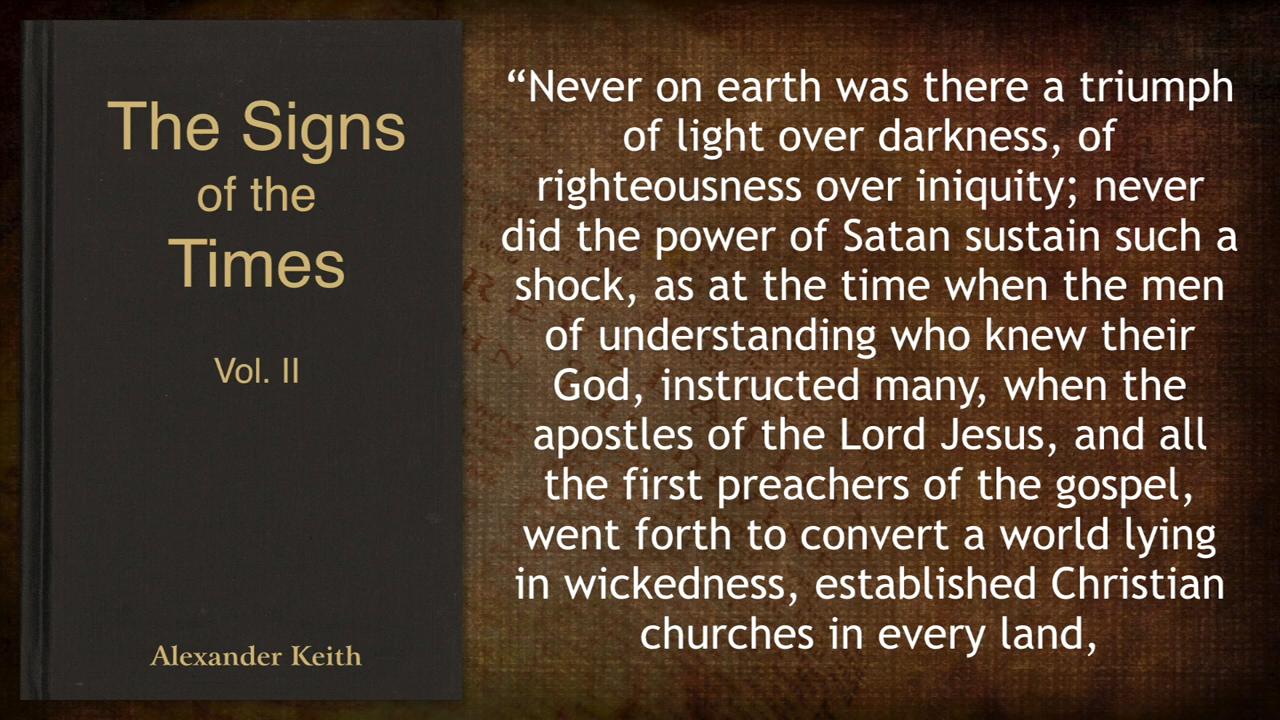 The Signs
of the
Times
Vol. II
Alexander Keith
“Never on earth was there a triumph
of light over darkness, of
righteousness over iniquity; never
did the power of Satan sustain such a
shock, as at the time when the men
of understanding who knew their
God, instructed many, when the
apostles of the Lord Jesus, and all
the first preachers of the gospel,
went forth to convert a world lying
in wickedness, established Christian
churches in every land,